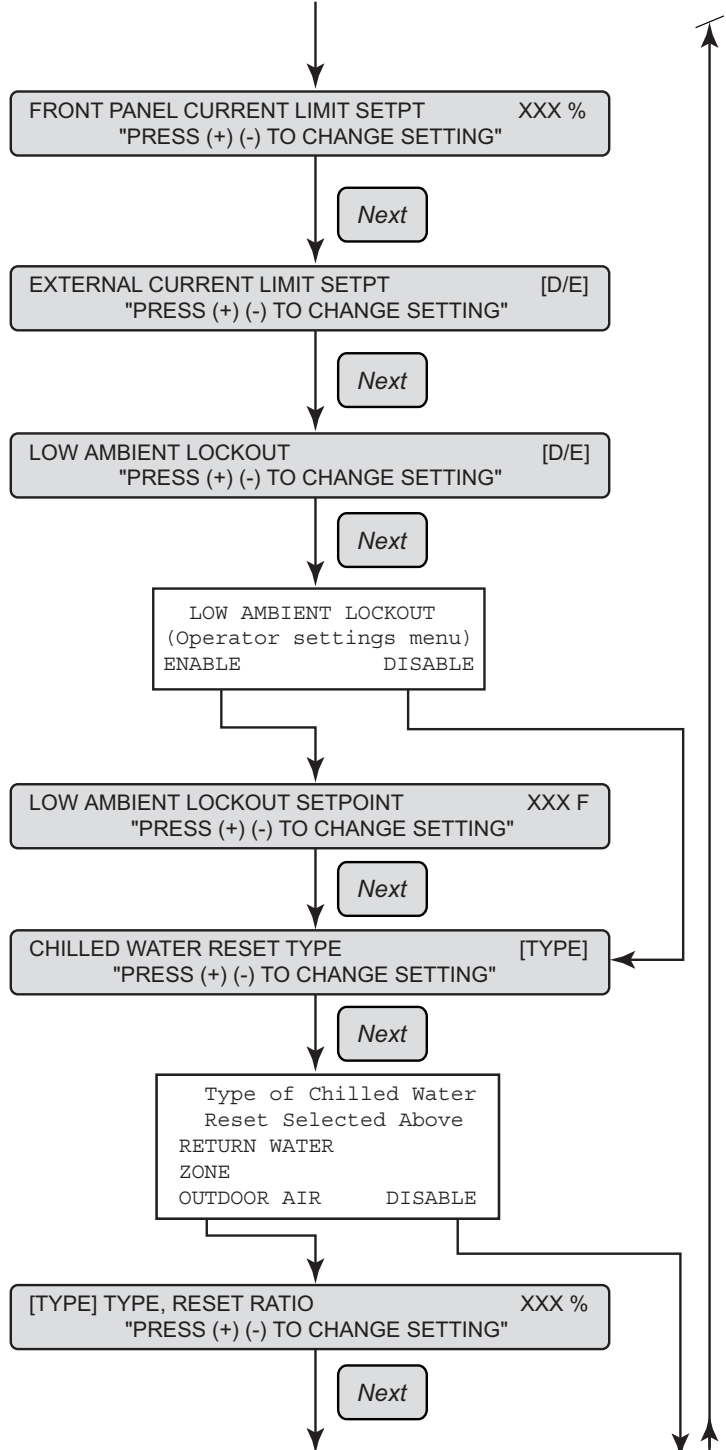 FRONT PANEL CURRENT LIMIT SETPT XXX %
"PRESS (+) (-) TO CHANGE SETTING"
Next
EXTERNAL CURRENT LIMIT SETPT [D/E]
"PRESS (+) (-) TO CHANGE SETTING"
Next
LOW AMBIENT LOCKOUT [D/E]
"PRESS (+) (-) TO CHANGE SETTING"
Next
LOW AMBIENT LOCKOUT
(Operator settings menu)
ENABLE DISABLE
LOW AMBIENT LOCKOUT SETPOINT XXX F
"PRESS (+) (-) TO CHANGE SETTING"
Next
CHILLED WATER RESET TYPE [TYPE]
"PRESS (+) (-) TO CHANGE SETTING"
Next
Type of Chilled Water
Reset Selected Above
RETURN WATER
ZONE
OUTDOOR AIR DISABLE
[TYPE] TYPE, RESET RATIO XXX %
"PRESS (+) (-) TO CHANGE SETTING"
Next